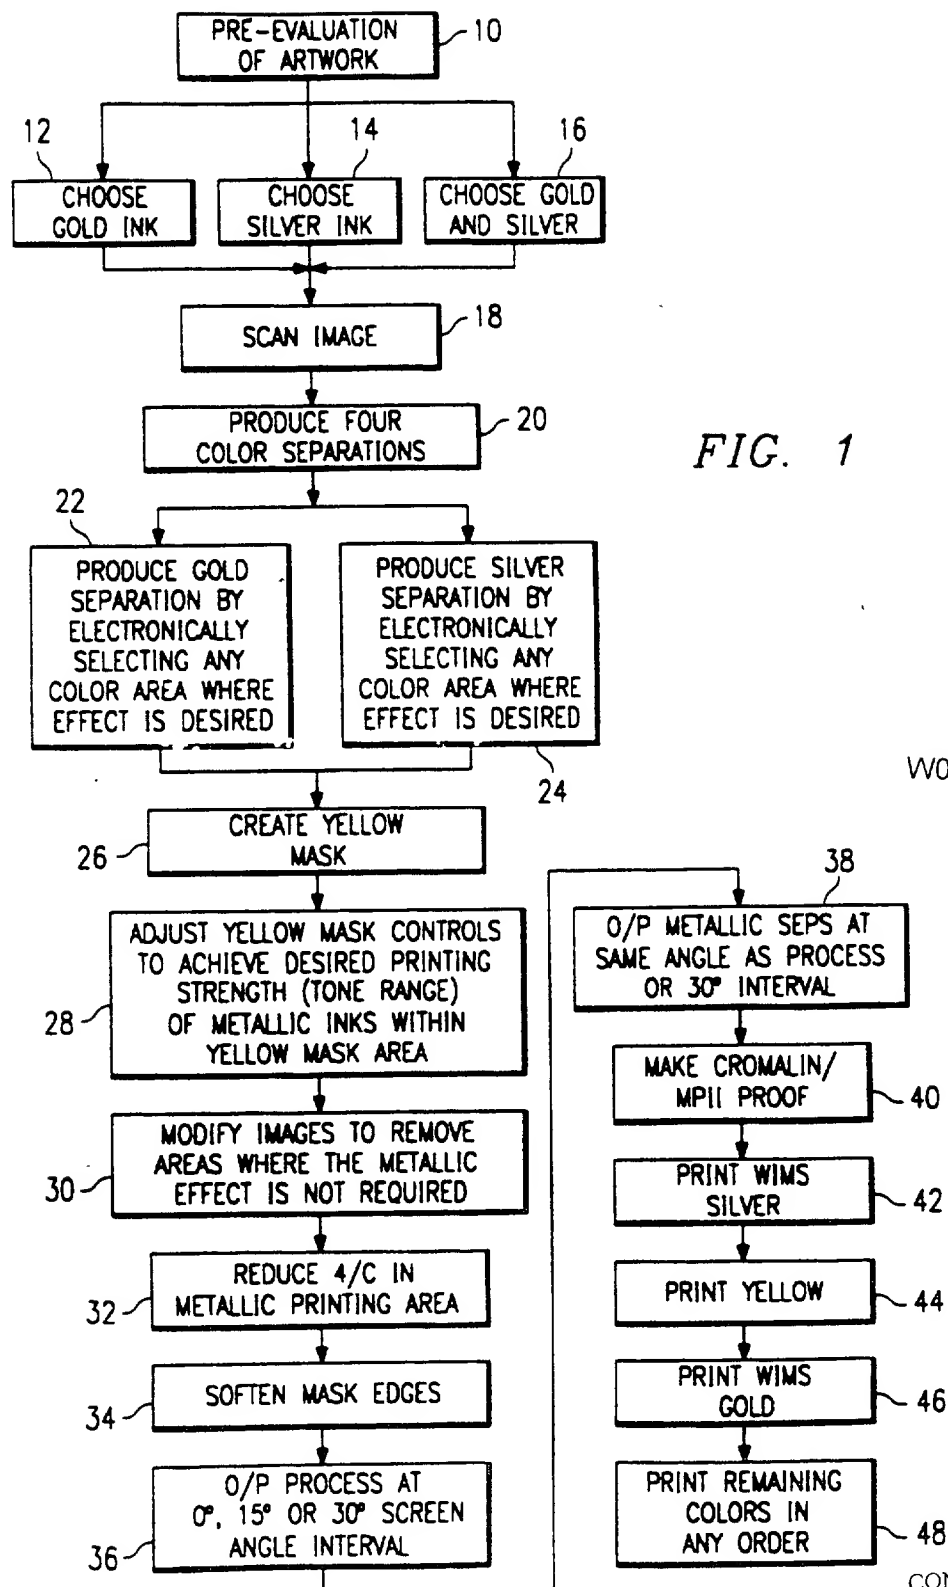 PRE-EVALUATION
OF ARTWORK
10
12
14
16
CHOOSE
GOLD INK
CHOOSE
SILVER INK
CHOOSE GOLD
AND SILVER
SCAN IMAGE
18
PRODUCE FOUR
COLOR SEPARATIONS
20
FIG. 1
22
PRODUCE GOLD
SEPARATION BY
ELECTRONICALLY
SELECTING ANY
COLOR AREA WHERE
EFFECT IS DESIRED
PRODUCE SILVER
SEPARATION BY
ELECTRONICALLY
SELECTING ANY
COLOR AREA WHERE
EFFECT IS DESIRED
24
WO
CREATE YELLOW
MASK
26
ADJUST YELLOW MASK CONTROLS
TO ACHIEVE DESIRED PRINTING
STRENGTH (TONE RANGE)
OF METALLIC INKS WITHIN
YELLOW MASK AREA
28
MODIFY IMAGES TO REMOVE
AREAS WHERE THE METALLIC
EFFECT IS NOT REQUIRED
30
REDUCE 4/C IN
METALLIC PRINTING AREA
32
SOFTEN MASK EDGES
34
O/P PROCESS AT
0°, 15° OR 30° SCREEN
ANGLE INTERVAL
36
38
O/P METALLIC SEPS AT
SAME ANGLE AS PROCESS
OR 30° INTERVAL
MAKE CROMALIN/
MPII PROOF
40
PRINT WIMS
SILVER
42
PRINT YELLOW
44
PRINT WIMS
GOLD
46
PRINT REMAINING
COLORS IN
ANY ORDER
48